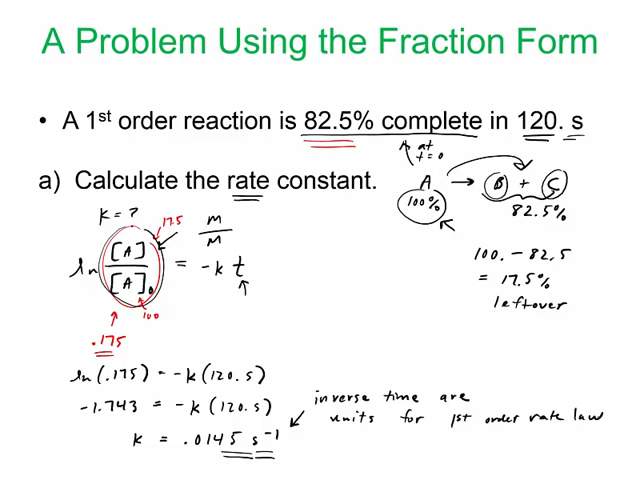 A Problem Using the Fraction Form
• A 1st order reaction is 82.5% complete in 120. s
at
t=0
a) Calculate the rate constant.
A → B + C
100%
82.5%
k = ?
17.5
M
M
ln [A] / [A]₀ = -k t
100
.175
100. - 82.5
= 17.5%
leftover
ln(.175) = -k(120. s)
-1.743 = -k(120. s)
k = .0145 s⁻¹
inverse time are
units for 1st order rate law